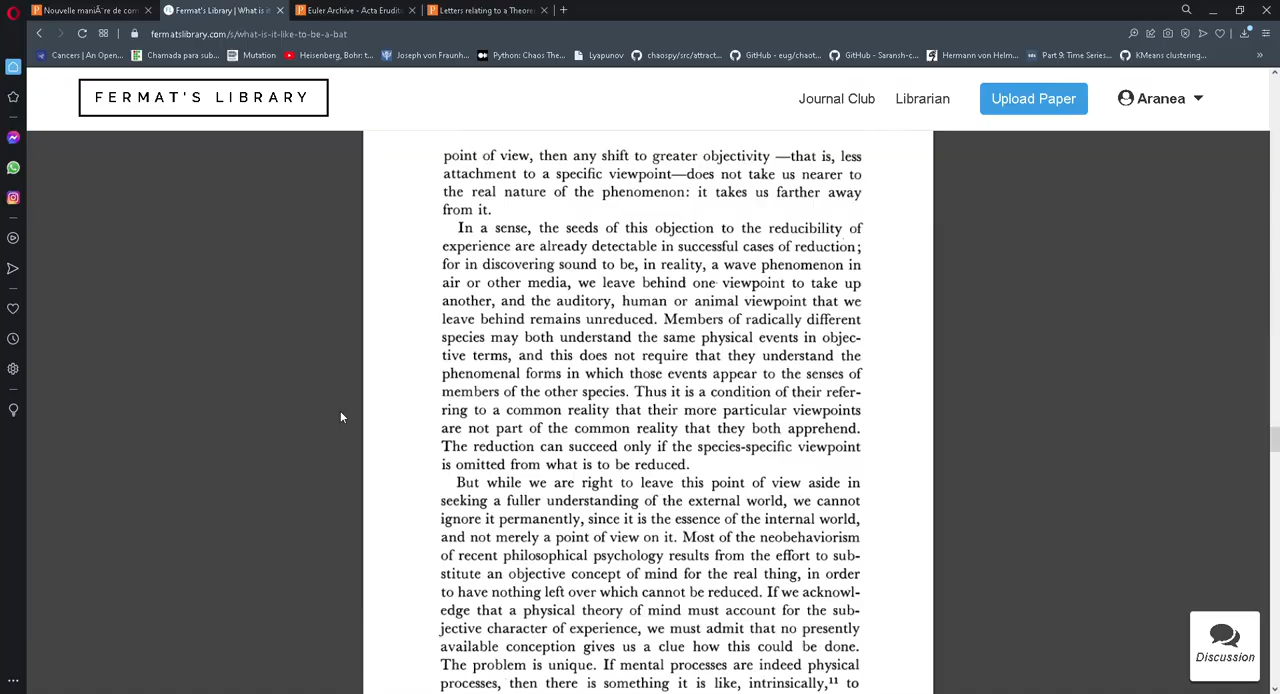 Nouvelle maniÃ¨re de com
Fermat's Library | What is it
Euler Archive - Acta Erudit
Letters relating to a Theore
fermatslibrary.com/s/what-is-it-like-to-be-a-bat
Cancers | An Open...
Chamada para sub...
Mutation
Heisenberg, Bohr: t...
Joseph von Fraunh...
Python: Chaos The...
Lyapunov
chaospy/src/attract...
GitHub - eug/chaot...
GitHub - Saransh-c...
Hermann von Helm...
Part 9: Time Series...
KMeans clustering...
FERMAT'S LIBRARY
Journal Club
Librarian
Upload Paper
Aranea
point of view, then any shift to greater objectivity —that is, less
attachment to a specific viewpoint—does not take us nearer to
the real nature of the phenomenon: it takes us farther away
from it.
In a sense, the seeds of this objection to the reducibility of
experience are already detectable in successful cases of reduction;
for in discovering sound to be, in reality, a wave phenomenon in
air or other media, we leave behind one viewpoint to take up
another, and the auditory, human or animal viewpoint that we
leave behind remains unreduced. Members of radically different
species may both understand the same physical events in objec-
tive terms, and this does not require that they understand the
phenomenal forms in which those events appear to the senses of
members of the other species. Thus it is a condition of their refer-
ring to a common reality that their more particular viewpoints
are not part of the common reality that they both apprehend.
The reduction can succeed only if the species-specific viewpoint
is omitted from what is to be reduced.
But while we are right to leave this point of view aside in
seeking a fuller understanding of the external world, we cannot
ignore it permanently, since it is the essence of the internal world,
and not merely a point of view on it. Most of the neobehaviorism
of recent philosophical psychology results from the effort to sub-
stitute an objective concept of mind for the real thing, in order
to have nothing left over which cannot be reduced. If we acknowl-
edge that a physical theory of mind must account for the sub-
jective character of experience, we must admit that no presently
available conception gives us a clue how this could be done.
The problem is unique. If mental processes are indeed physical
processes, then there is something it is like, intrinsically,¹¹ to
Discussion